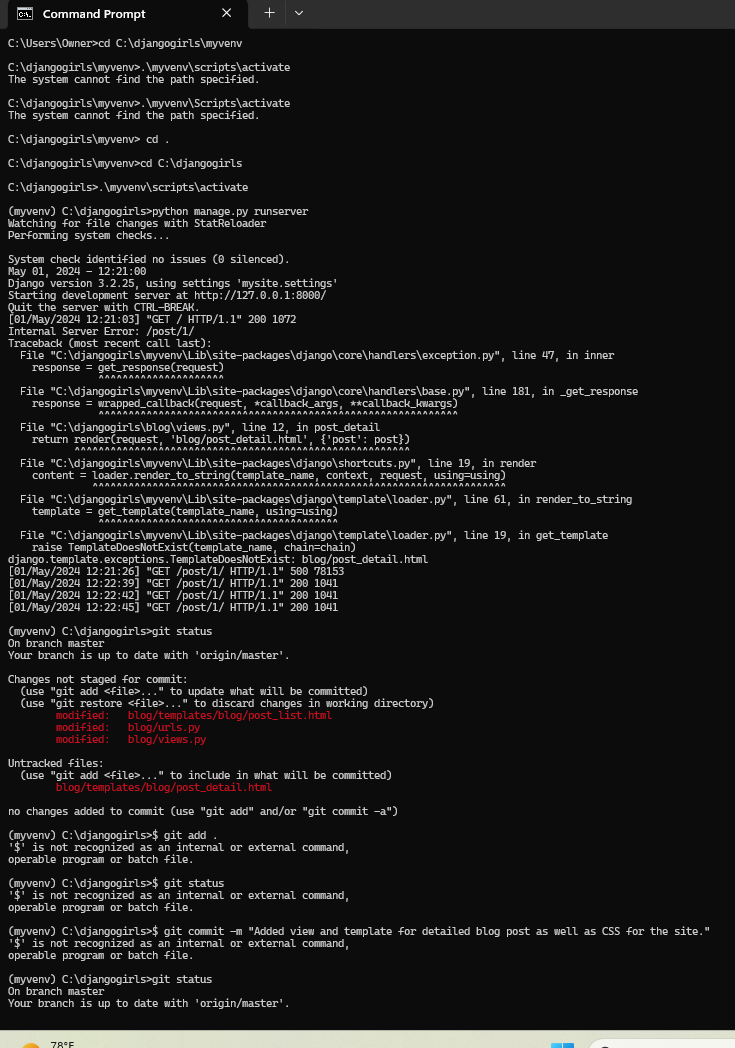 Command Prompt
C:\Users\Owner>cd C:\djangogirls\myvenv
C:\djangogirls\myvenv>.\myvenv\scripts\activate
The system cannot find the path specified.
C:\djangogirls\myvenv>.\myvenv\Scripts\activate
The system cannot find the path specified.
C:\djangogirls\myvenv> cd .
C:\djangogirls\myvenv>cd C:\djangogirls
C:\djangogirls>.\myvenv\scripts\activate
(myvenv) C:\djangogirls>python manage.py runserver
Watching for file changes with StatReloader
Performing system checks...
System check identified no issues (0 silenced).
May 01, 2024 - 12:21:00
Django version 3.2.25, using settings 'mysite.settings'
Starting development server at http://127.0.0.1:8000/
Quit the server with CTRL-BREAK.
[01/May/2024 12:21:03] "GET / HTTP/1.1" 200 1072
Internal Server Error: /post/1/
Traceback (most recent call last):
  File "C:\djangogirls\myvenv\Lib\site-packages\django\core\handlers\exception.py", line 47, in inner
    response = get_response(request)
               ^^^^^^^^^^^^^^^^^^^^^
  File "C:\djangogirls\myvenv\Lib\site-packages\django\core\handlers\base.py", line 181, in _get_response
    response = wrapped_callback(request, *callback_args, **callback_kwargs)
               ^^^^^^^^^^^^^^^^^^^^^^^^^^^^^^^^^^^^^^^^^^^^^^^^^^^^^^^^^^^^
  File "C:\djangogirls\blog\views.py", line 12, in post_detail
    return render(request, 'blog/post_detail.html', {'post': post})
           ^^^^^^^^^^^^^^^^^^^^^^^^^^^^^^^^^^^^^^^^^^^^^^^^^^^^^^^^
  File "C:\djangogirls\myvenv\Lib\site-packages\django\shortcuts.py", line 19, in render
    content = loader.render_to_string(template_name, context, request, using=using)
              ^^^^^^^^^^^^^^^^^^^^^^^^^^^^^^^^^^^^^^^^^^^^^^^^^^^^^^^^^^^^^^^^^^^^^
  File "C:\djangogirls\myvenv\Lib\site-packages\django\template\loader.py", line 61, in render_to_string
    template = get_template(template_name, using=using)
               ^^^^^^^^^^^^^^^^^^^^^^^^^^^^^^^^^^^^^^^^
  File "C:\djangogirls\myvenv\Lib\site-packages\django\template\loader.py", line 19, in get_template
    raise TemplateDoesNotExist(template_name, chain=chain)
django.template.exceptions.TemplateDoesNotExist: blog/post_detail.html
[01/May/2024 12:21:26] "GET /post/1/ HTTP/1.1" 500 78153
[01/May/2024 12:22:39] "GET /post/1/ HTTP/1.1" 200 1041
[01/May/2024 12:22:42] "GET /post/1/ HTTP/1.1" 200 1041
[01/May/2024 12:22:45] "GET /post/1/ HTTP/1.1" 200 1041
(myvenv) C:\djangogirls>git status
On branch master
Your branch is up to date with 'origin/master'.
Changes not staged for commit:
  (use "git add <file>..." to update what will be committed)
  (use "git restore <file>..." to discard changes in working directory)
        modified:   blog/templates/blog/post_list.html
        modified:   blog/urls.py
        modified:   blog/views.py
Untracked files:
  (use "git add <file>..." to include in what will be committed)
        blog/templates/blog/post_detail.html
no changes added to commit (use "git add" and/or "git commit -a")
(myvenv) C:\djangogirls>$ git add .
'$' is not recognized as an internal or external command,
operable program or batch file.
(myvenv) C:\djangogirls>$ git status
'$' is not recognized as an internal or external command,
operable program or batch file.
(myvenv) C:\djangogirls>$ git commit -m "Added view and template for detailed blog post as well as CSS for the site."
'$' is not recognized as an internal or external command,
operable program or batch file.
(myvenv) C:\djangogirls>git status
On branch master
Your branch is up to date with 'origin/master'.
78°F